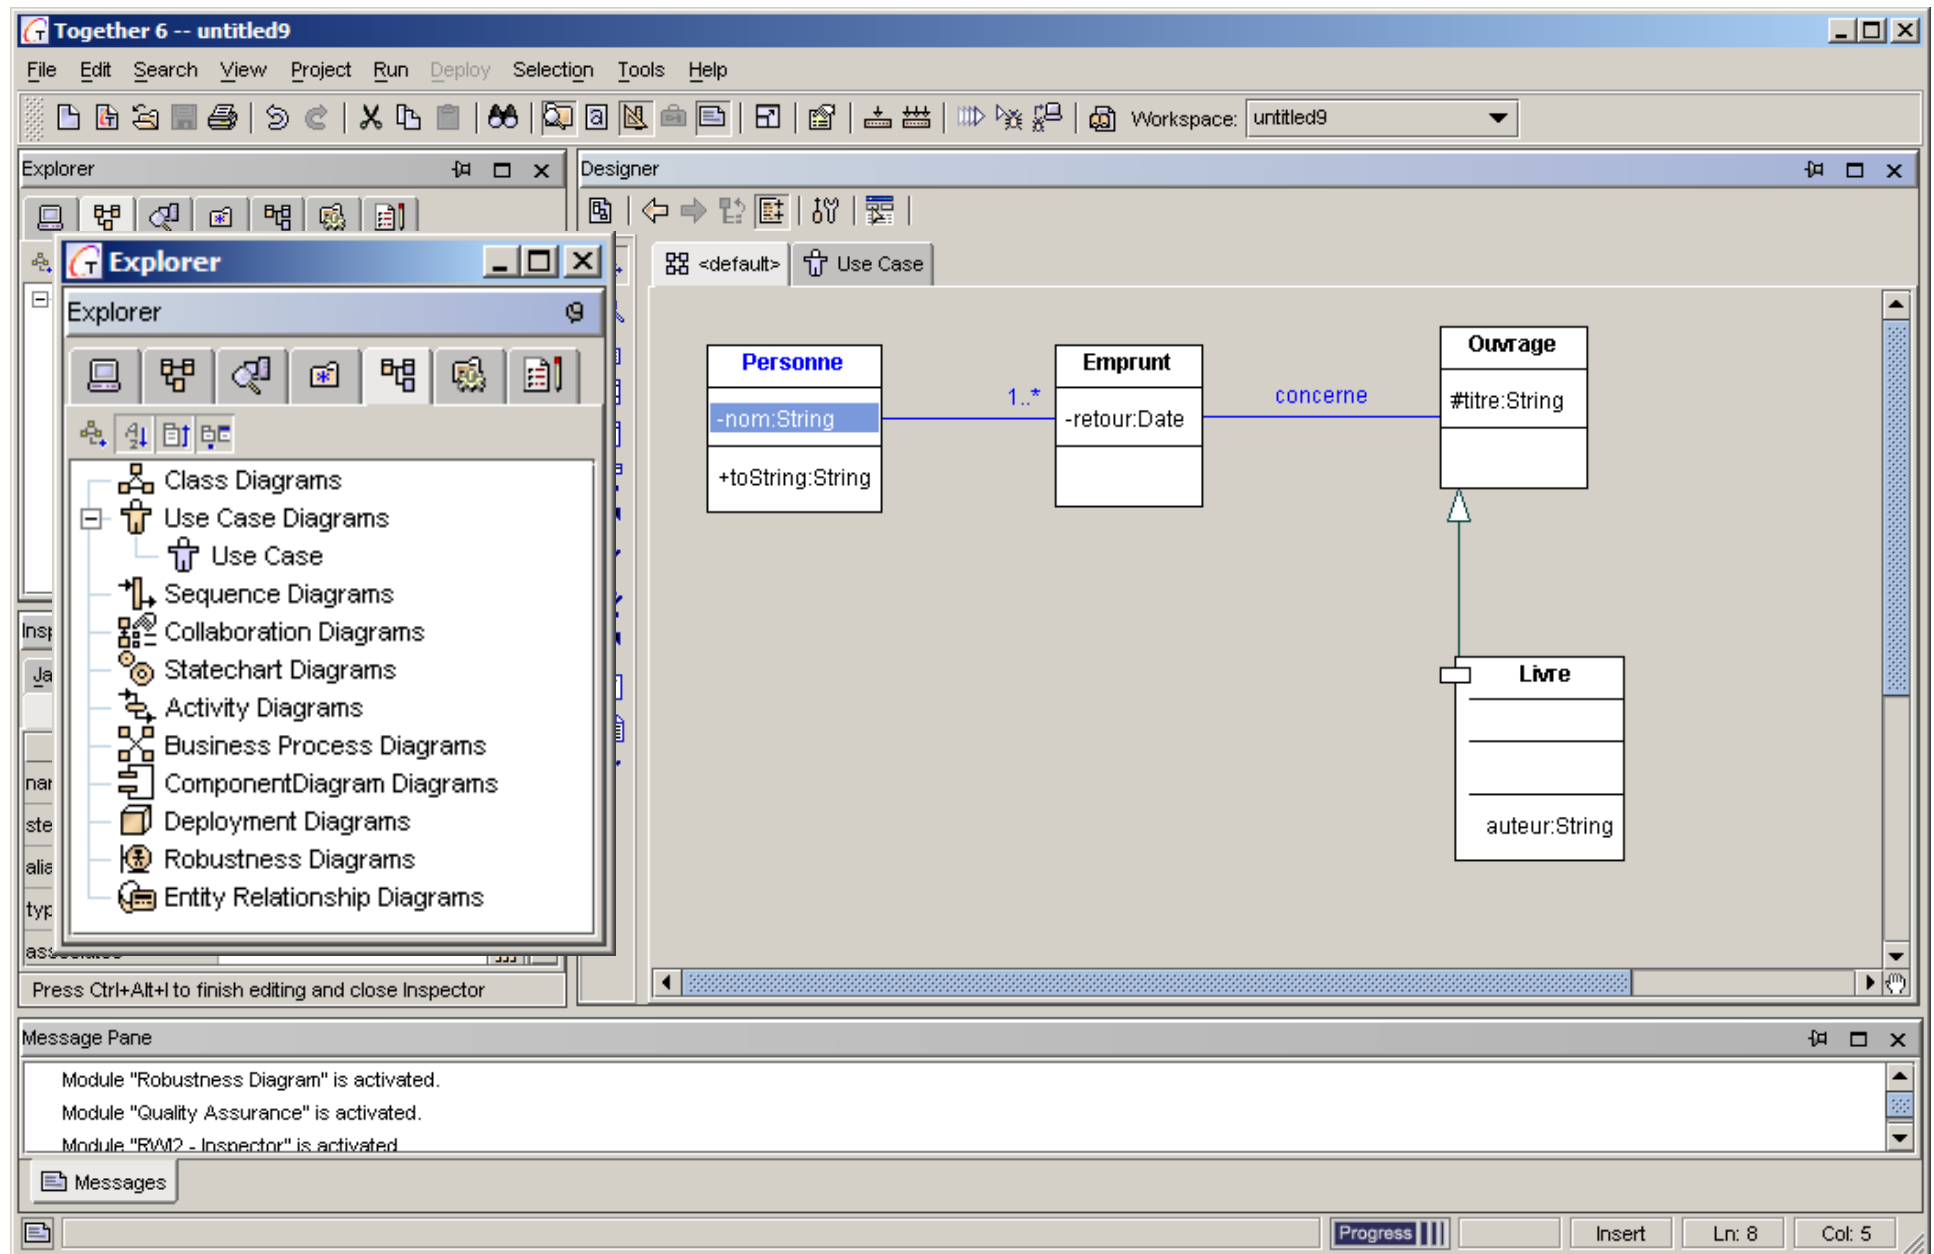 Together 6 -- untitled9
File Edit Search View Project Run Deploy Selection Tools Help
Workspace: untitled9
Explorer
Designer
Explorer
Explorer
Class Diagrams
Use Case Diagrams
Use Case
Sequence Diagrams
Collaboration Diagrams
Statechart Diagrams
Activity Diagrams
Business Process Diagrams
ComponentDiagram Diagrams
Deployment Diagrams
Robustness Diagrams
Entity Relationship Diagrams
Press Ctrl+Alt+I to finish editing and close Inspector
<default> Use Case
Personne
-nom:String
+toString:String
1..*
Emprunt
-retour:Date
concerne
Ouvrage
#titre:String
Livre
auteur:String
Message Pane
Module "Robustness Diagram" is activated.
Module "Quality Assurance" is activated.
Module "RWI2 - Inspector" is activated
Messages
Progress Insert Ln: 8 Col: 5